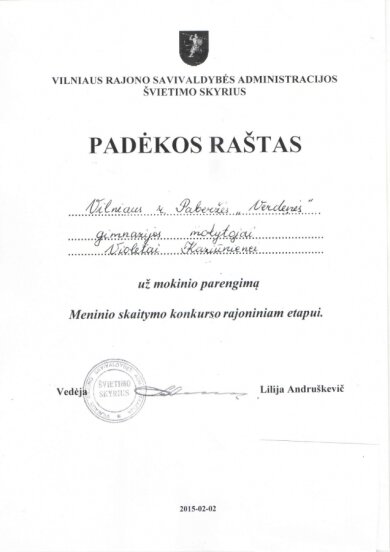 VILNIAUS RAJONO SAVIVALDYBĖS ADMINISTRACIJOS
ŠVIETIMO SKYRIUS
PADĖKOS RAŠTAS
Vilniaus r. Paberžės „Verdenės"
gimnazijos mokytojai
Violetai
už mokinio parengimą
Meninio skaitymo konkurso rajoniniam etapui.
ŠVIETIMO
SKYRIUS
Vedėja Lilija Andruškevič
2015-02-02